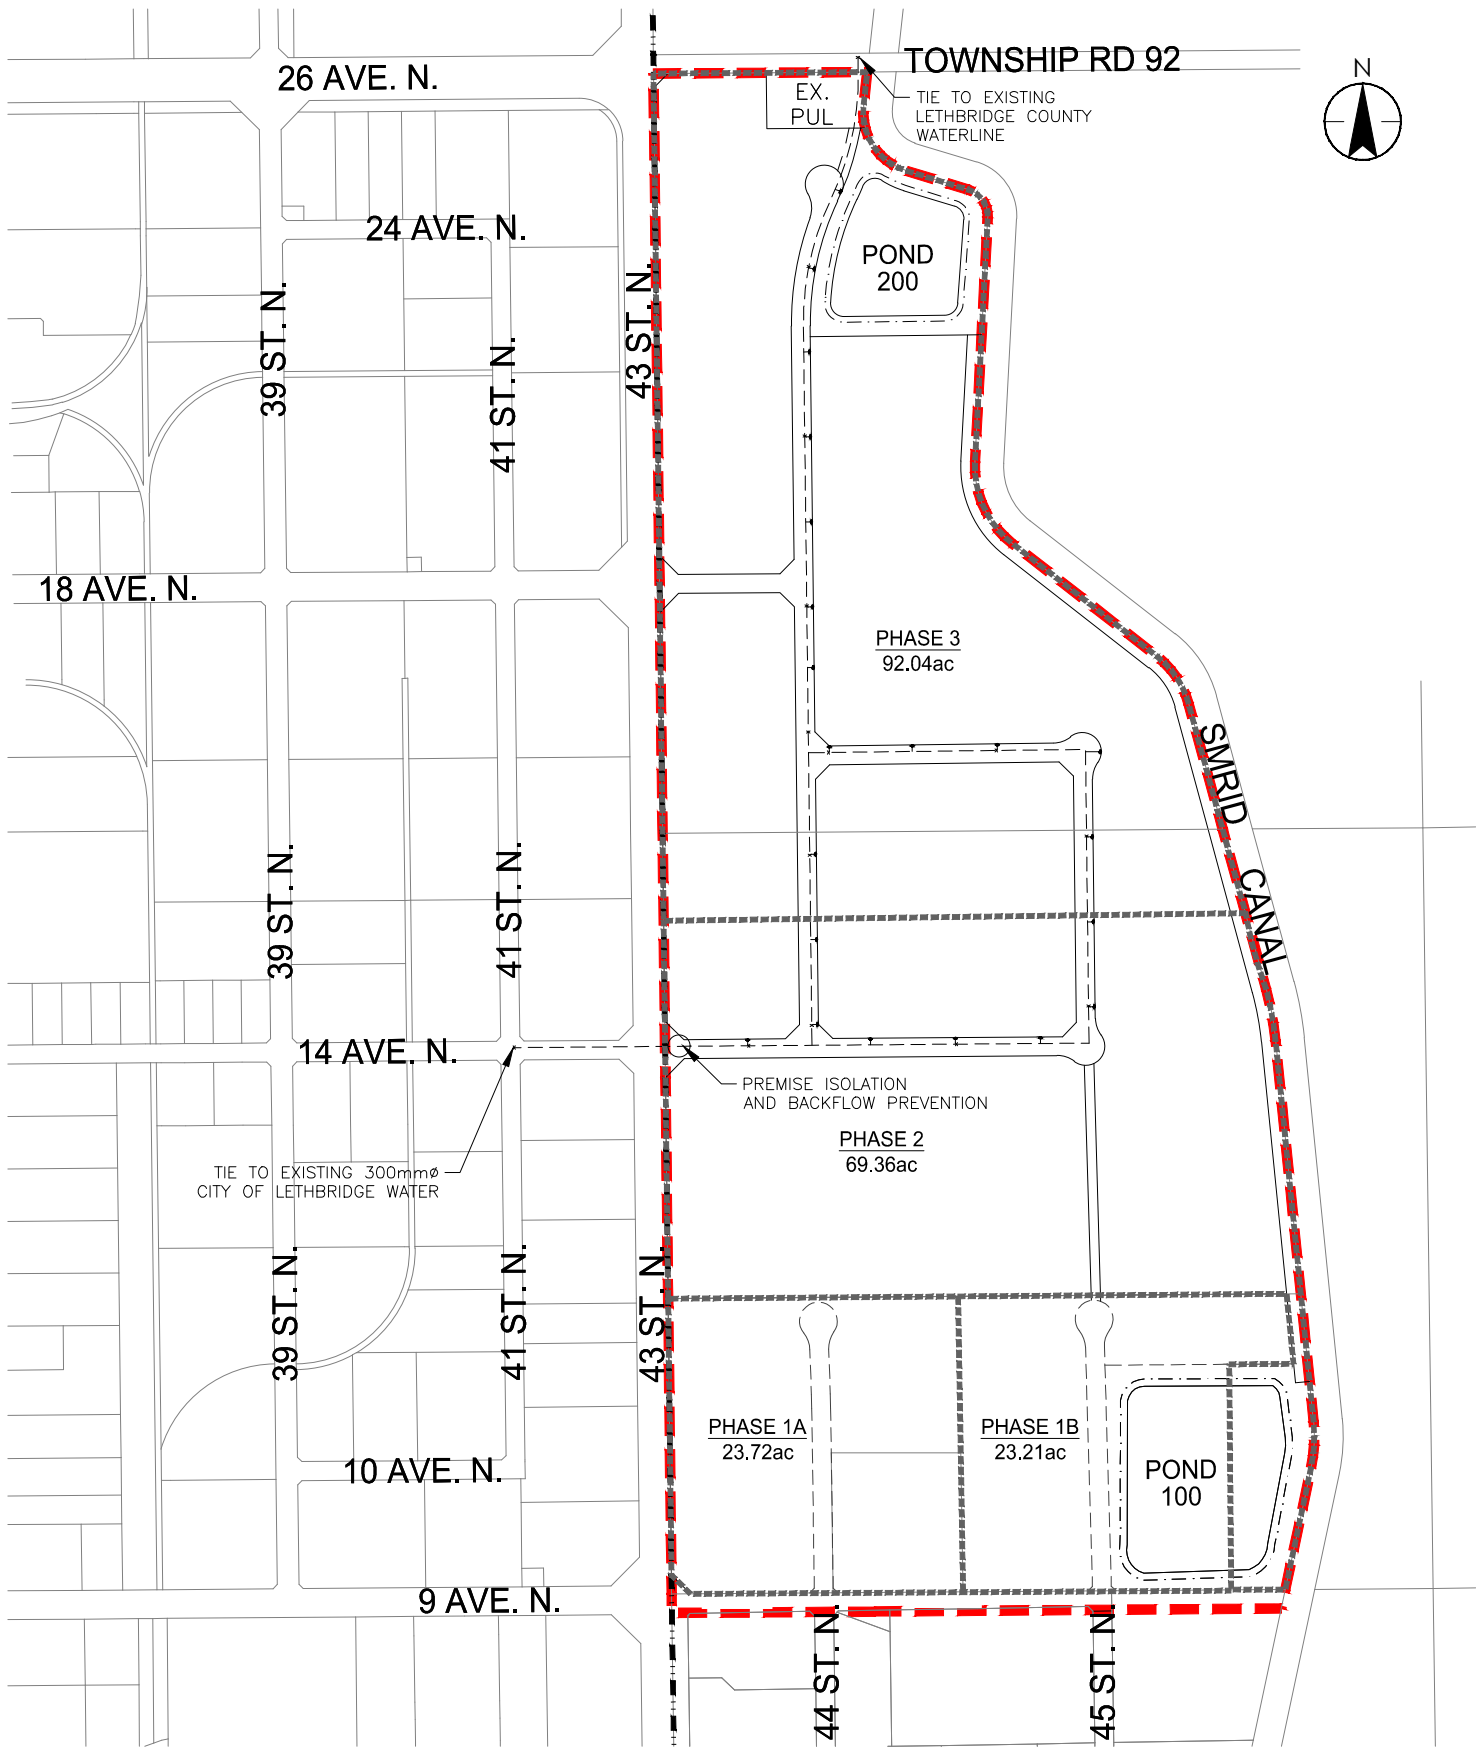 TOWNSHIP RD 92
26 AVE. N.
N
EX.
PUL
TIE TO EXISTING
LETHBRIDGE COUNTY
WATERLINE
24 AVE. N.
POND
200
39 ST. N.
41 ST. N.
43 ST. N.
18 AVE. N.
PHASE 3
92.04ac
SMRID
CANAL
39 ST. N.
41 ST. N.
14 AVE. N.
PREMISE ISOLATION
AND BACKFLOW PREVENTION
PHASE 2
69.36ac
TIE TO EXISTING 300mmø
CITY OF LETHBRIDGE WATER
39 ST. N.
41 ST. N.
43 ST. N.
PHASE 1A
23.72ac
PHASE 1B
23.21ac
POND
100
10 AVE. N.
9 AVE. N.
44 ST. N.
45 ST. N.